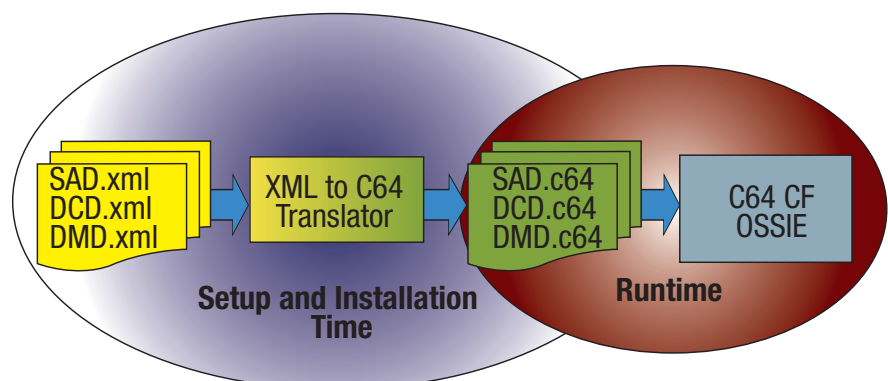 SAD.xml
DCD.xml
DMD.xml
XML to C64
Translator
SAD.c64
DCD.c64
DMD.c64
C64 CF
OSSIE
Setup and Installation
Time
Runtime